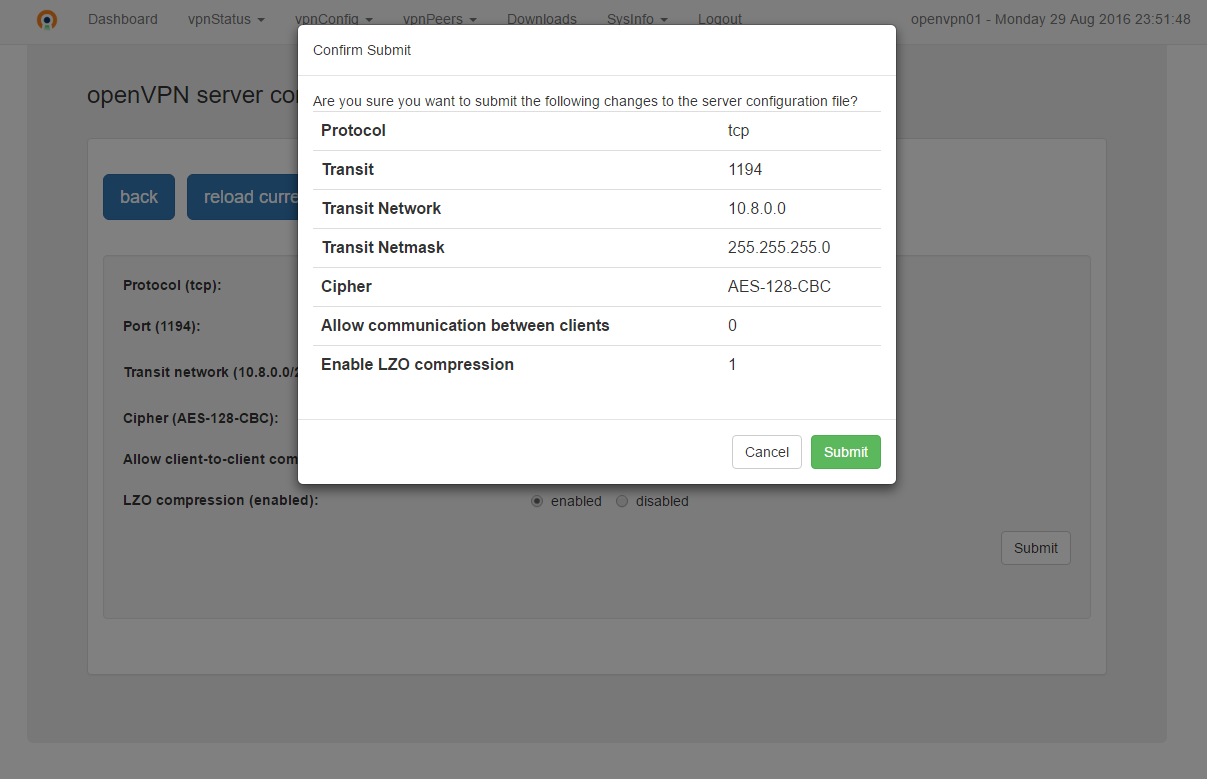 Dashboard vpnStatus vpnConfig vpnPeers Downloads SysInfo Logout openvpn01 - Monday 29 Aug 2016 23:51:48
Confirm Submit
openVPN server co
Are you sure you want to submit the following changes to the server configuration file?
Protocol tcp
Transit 1194
back reload curre
Transit Network 10.8.0.0
Transit Netmask 255.255.255.0
Protocol (tcp):
Cipher AES-128-CBC
Port (1194):
Allow communication between clients 0
Enable LZO compression 1
Transit network (10.8.0.0/2
Cipher (AES-128-CBC):
Allow client-to-client com
Cancel Submit
LZO compression (enabled): enabled disabled
Submit